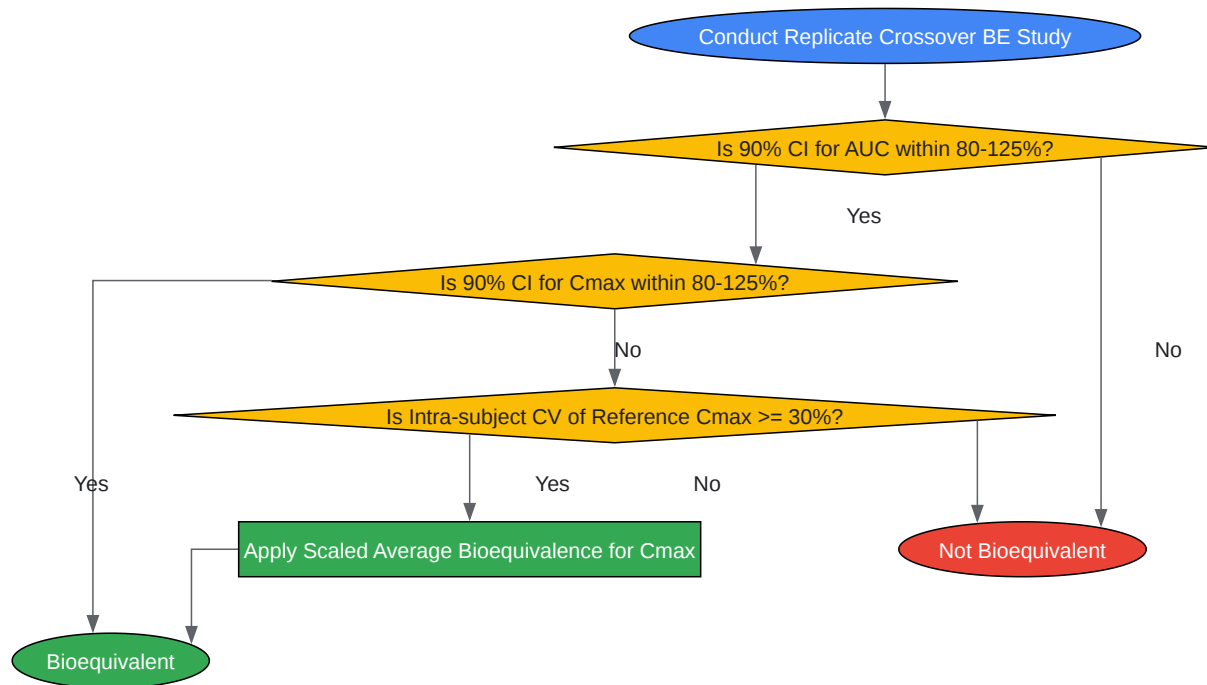 Conduct Replicate Crossover BE Study
Is 90% CI for AUC within 80-125%?
Yes
Is 90% CI for Cmax within 80-125%?
No
No
Is Intra-subject CV of Reference Cmax >= 30%?
Yes
Yes
No
Apply Scaled Average Bioequivalence for Cmax
Not Bioequivalent
Bioequivalent